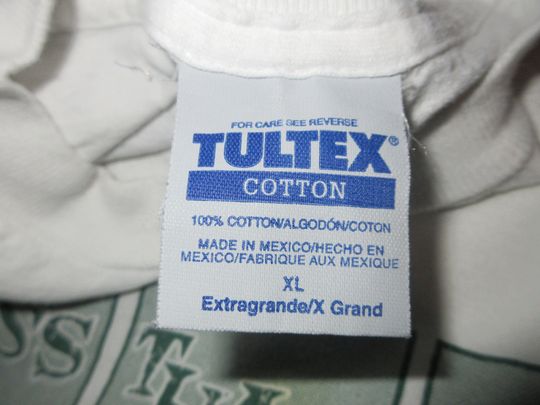 FOR CARE SEE REVERSE
TULTEX®
COTTON
100% COTTON/ALGODÓN/COTON
MADE IN MEXICO/HECHO EN
MEXICO/FABRIQUE AUX MEXIQUE
XL
Extragrande/X Grand